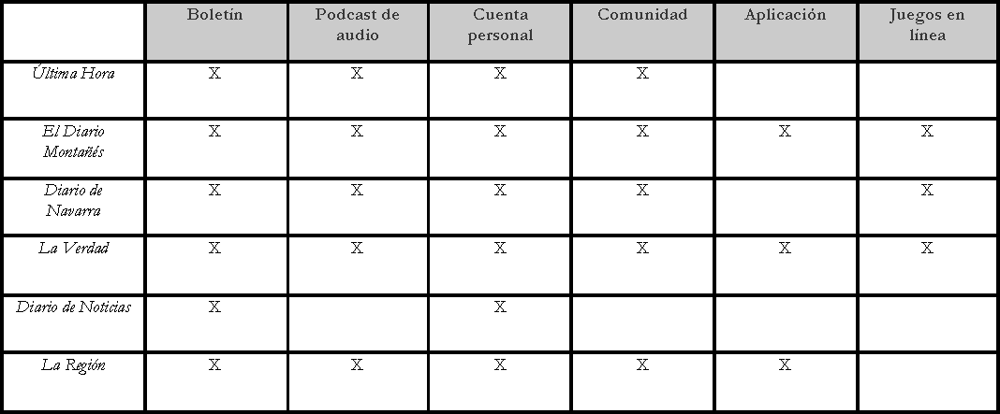 Boletín Podcast de audio Cuenta personal Comunidad Aplicación Juegos en línea
Última Hora X X X X
El Diario Montañés X X X X X X
Diario de Navarra X X X X X
La Verdad X X X X X X
Diario de Noticias X X
La Región X X X X X